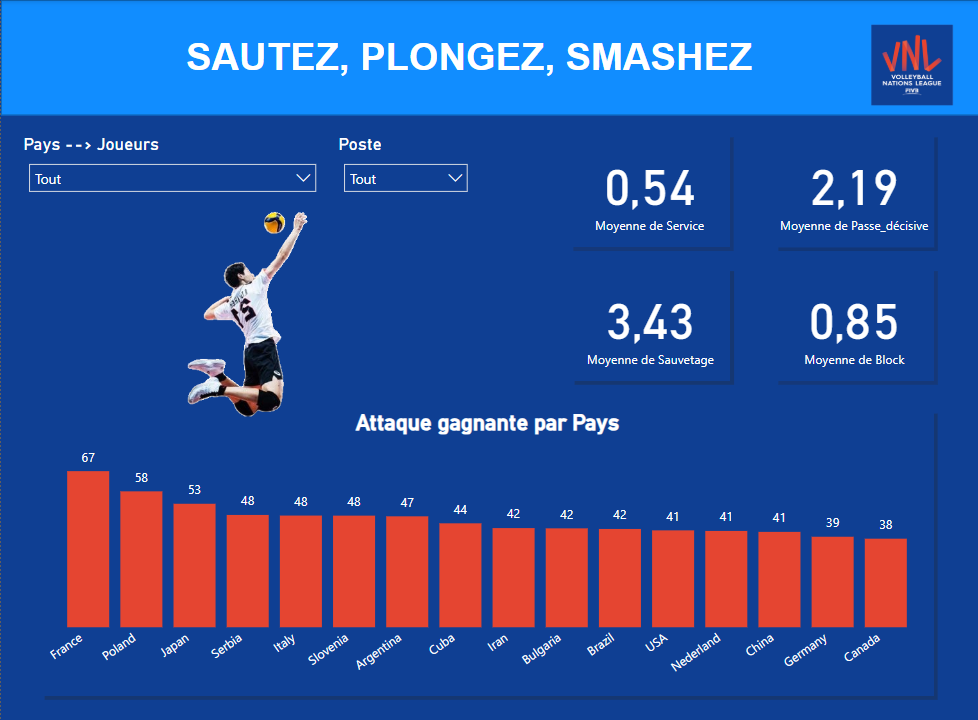 SAUTEZ, PLONGEZ, SMASHEZ
VNL
VOLLEYBALL
NATIONS LEAGUE
FIVB
Pays --> Joueurs
Poste
Tout
Tout
0,54
Moyenne de Service
2,19
Moyenne de Passe_décisive
3,43
Moyenne de Sauvetage
0,85
Moyenne de Block
Attaque gagnante par Pays
67
58
53
48
48
48
47
44
42
42
42
41
41
41
39
38
France
Poland
Japan
Serbia
Italy
Slovenia
Argentina
Cuba
Iran
Bulgaria
Brazil
USA
Nederland
China
Germany
Canada